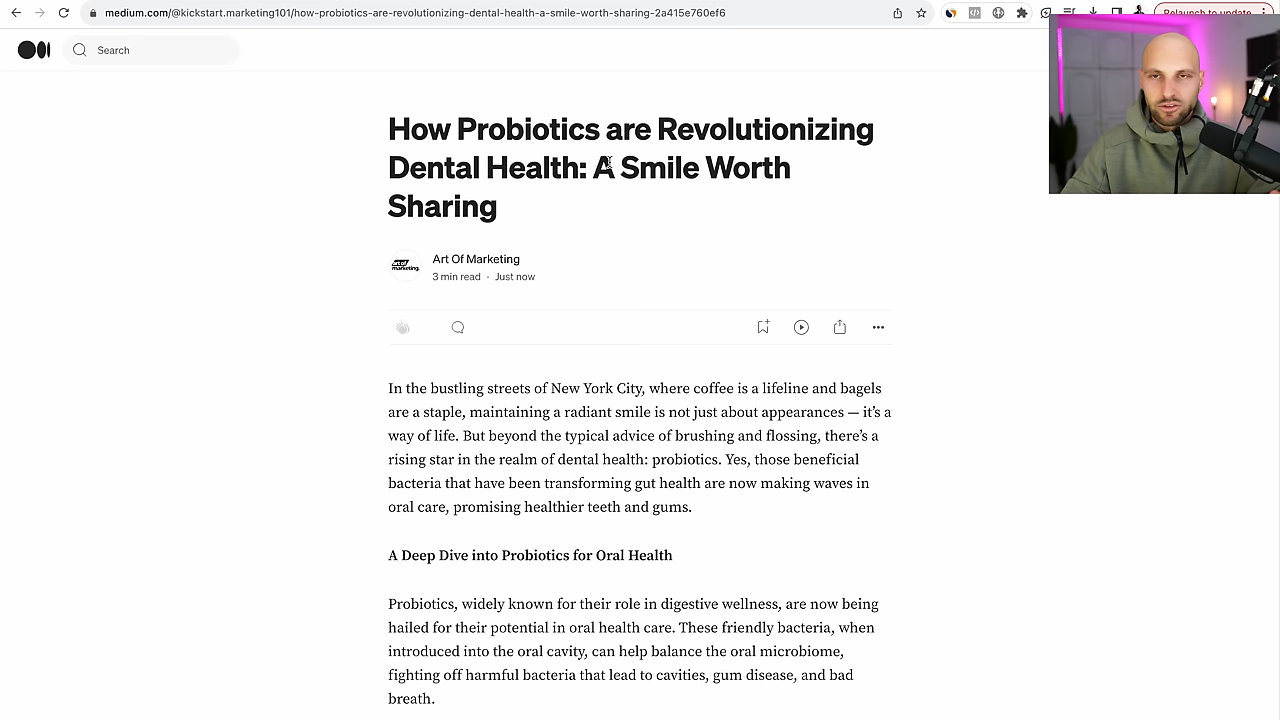 medium.com/@kickstart.marketing101/how-probiotics-are-revolutionizing-dental-health-a-smile-worth-sharing-2a415e760ef6
Relaunch to update
Search
How Probiotics are Revolutionizing
Dental Health: A Smile Worth
Sharing
art of
marketing.
Art Of Marketing
3 min read · Just now
In the bustling streets of New York City, where coffee is a lifeline and bagels
are a staple, maintaining a radiant smile is not just about appearances — it’s a
way of life. But beyond the typical advice of brushing and flossing, there’s a
rising star in the realm of dental health: probiotics. Yes, those beneficial
bacteria that have been transforming gut health are now making waves in
oral care, promising healthier teeth and gums.
A Deep Dive into Probiotics for Oral Health
Probiotics, widely known for their role in digestive wellness, are now being
hailed for their potential in oral health care. These friendly bacteria, when
introduced into the oral cavity, can help balance the oral microbiome,
fighting off harmful bacteria that lead to cavities, gum disease, and bad
breath.